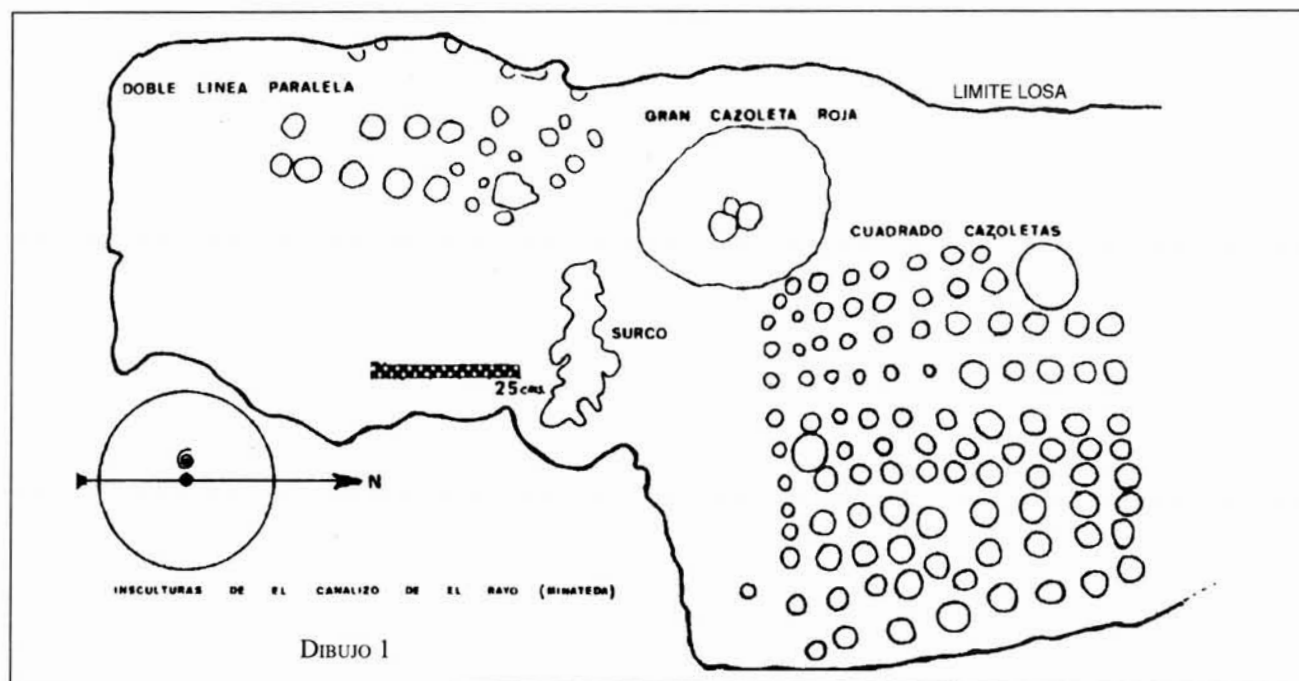 DOBLE LINEA PARALELA
LIMITE LOSA
GRAN CAZOLETA ROJA
CUADRADO CAZOLETAS
SURCO
25 cms.
N
INSCULTURAS DE EL CANALIZO DE EL RAYO (MINATEDA)
DIBUJO 1